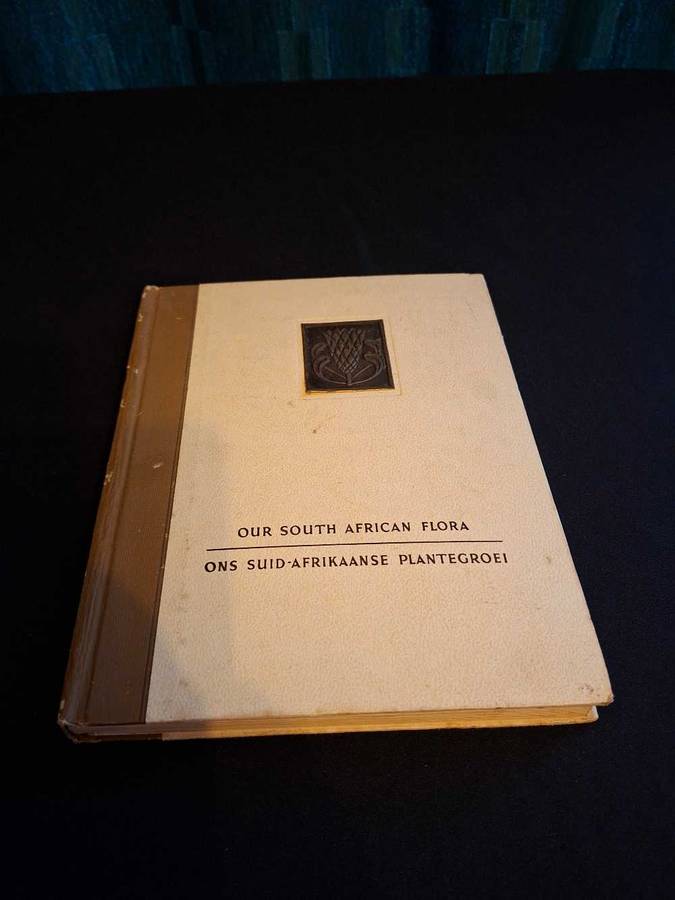 OUR SOUTH AFRICAN FLORA
ONS SUID-AFRIKAANSE PLANTEGROEI